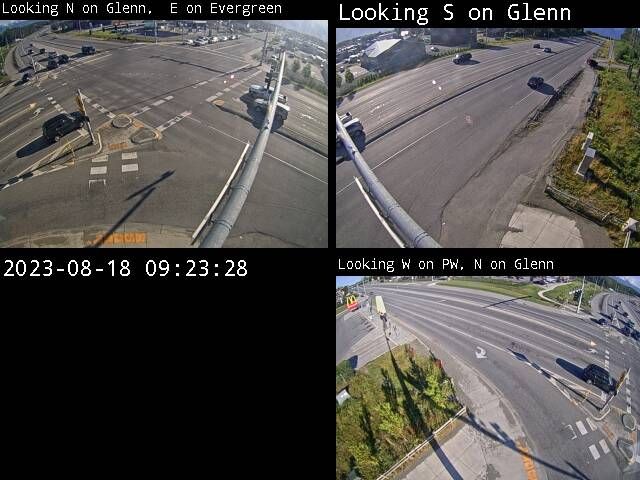 Looking N on Glenn,  E on Evergreen
Looking S on Glenn
2023-08-18 09:23:28
Looking W on PW, N on Glenn